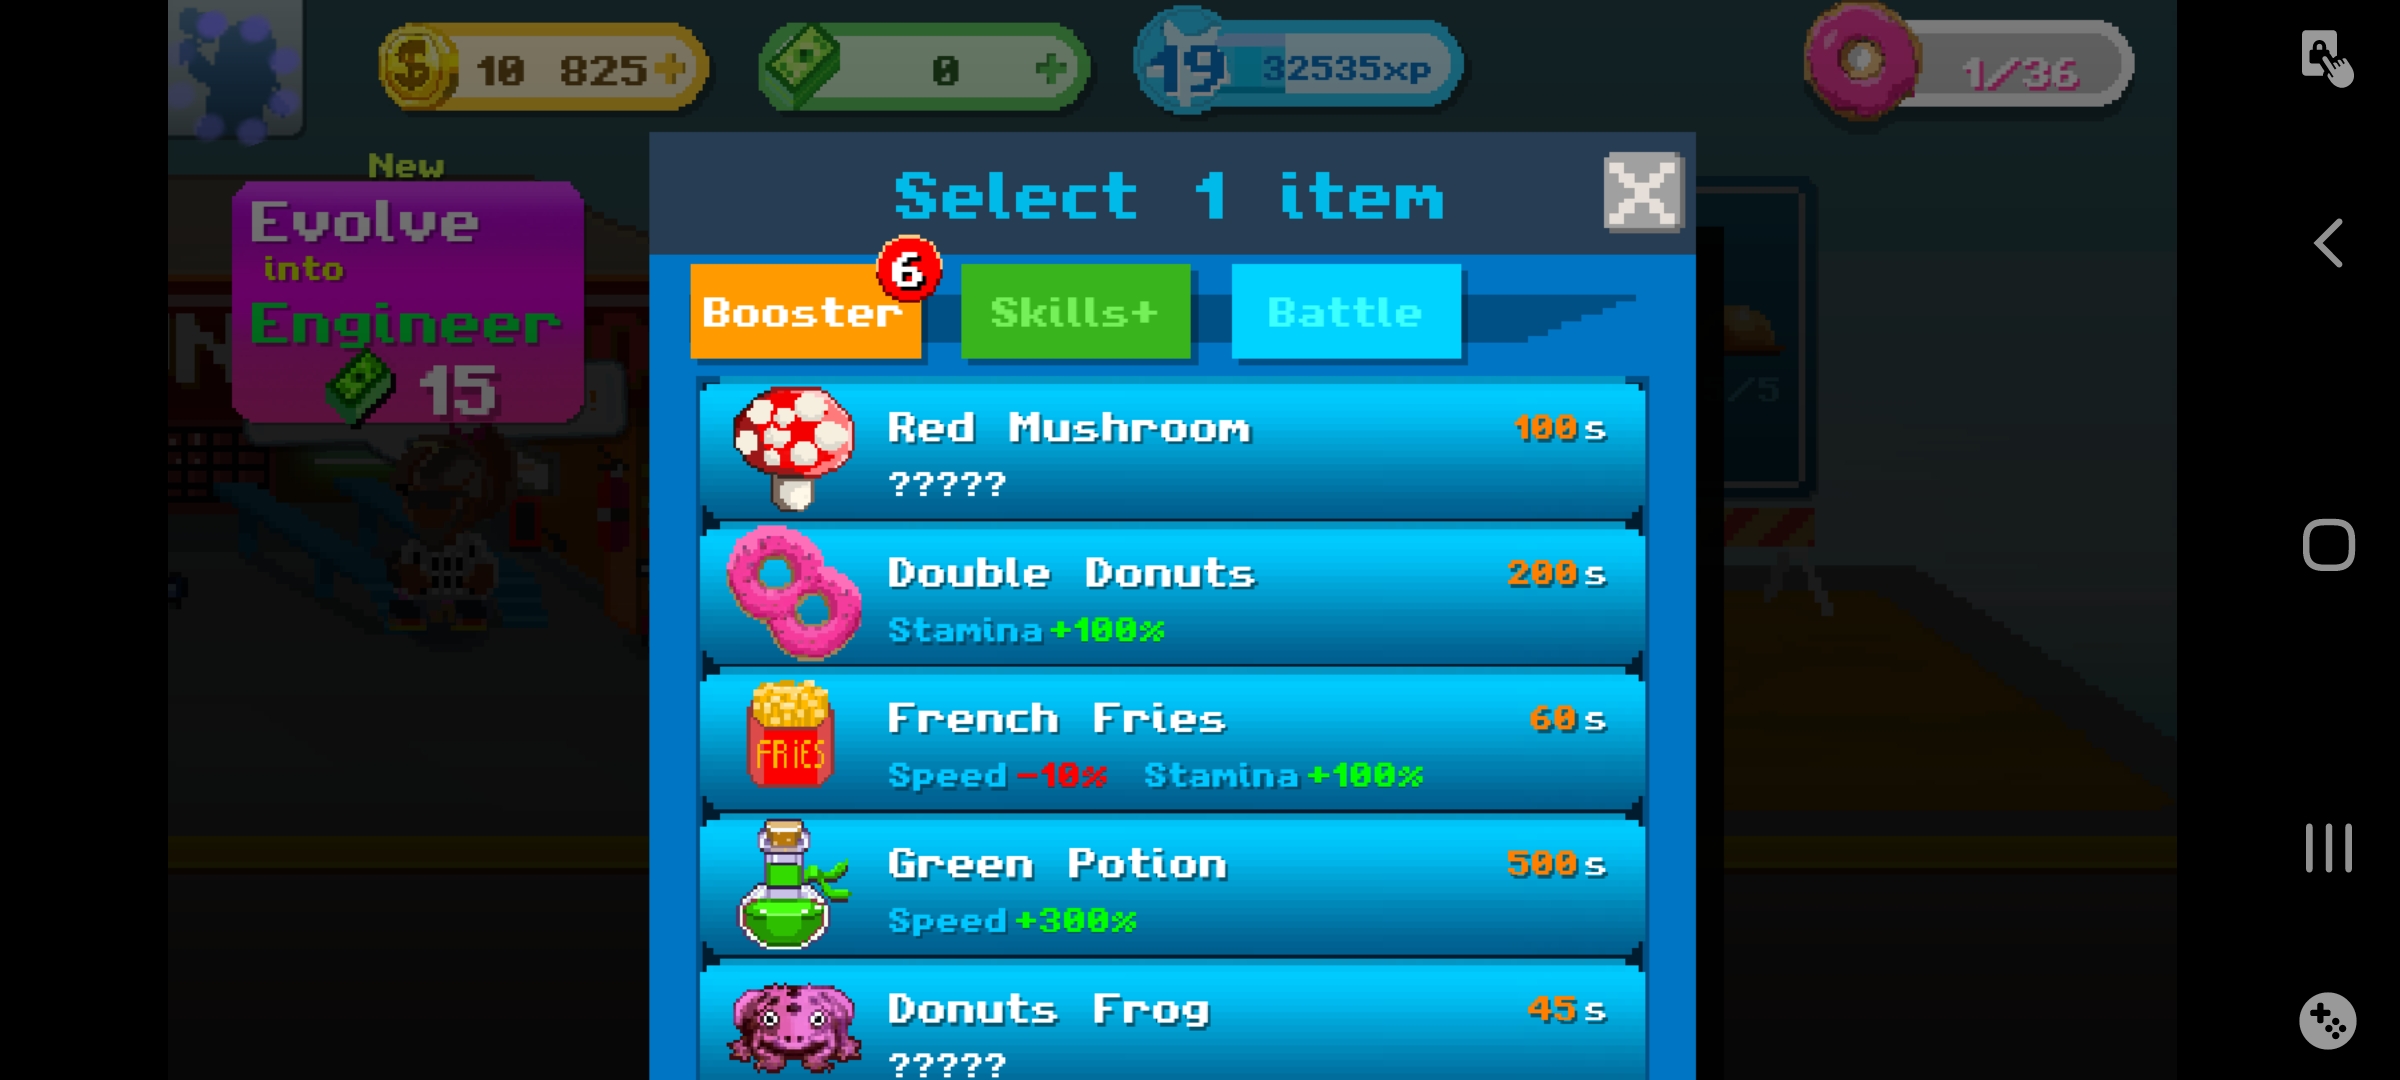 10 825
0
19 32535xp
1/36
New
Evolve
into
Engineer
15
Select 1 item
Booster 6
Skills+
Battle
Red Mushroom 100s
?????
Double Donuts 200s
Stamina +100%
French Fries 60s
FRIES
Speed -10% Stamina +100%
Green Potion 500s
Speed +300%
Donuts Frog 45s
?????
/5